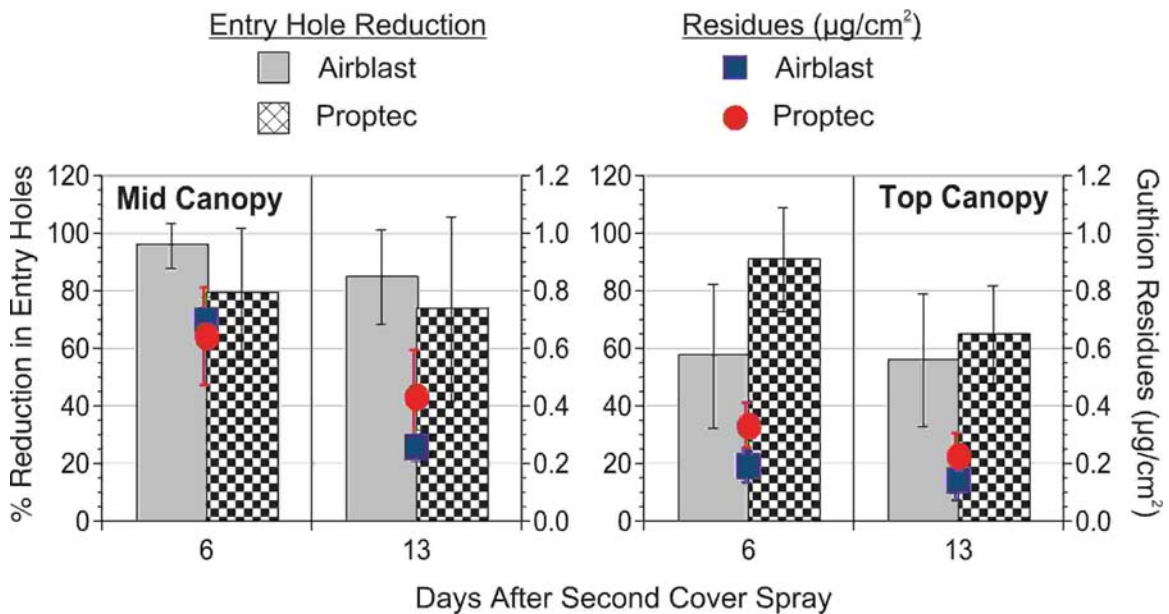 Entry Hole Reduction
Airblast
Proptec
Residues (µg/cm²)
Airblast
Proptec
% Reduction in Entry Holes
120
100
80
60
40
20
0
Mid Canopy
1.2
1.0
0.8
0.6
0.4
0.2
0.0
6
13
120
100
80
60
40
20
0
Top Canopy
1.2
1.0
0.8
0.6
0.4
0.2
0.0
6
13
Guthion Residues (µg/cm²)
Days After Second Cover Spray